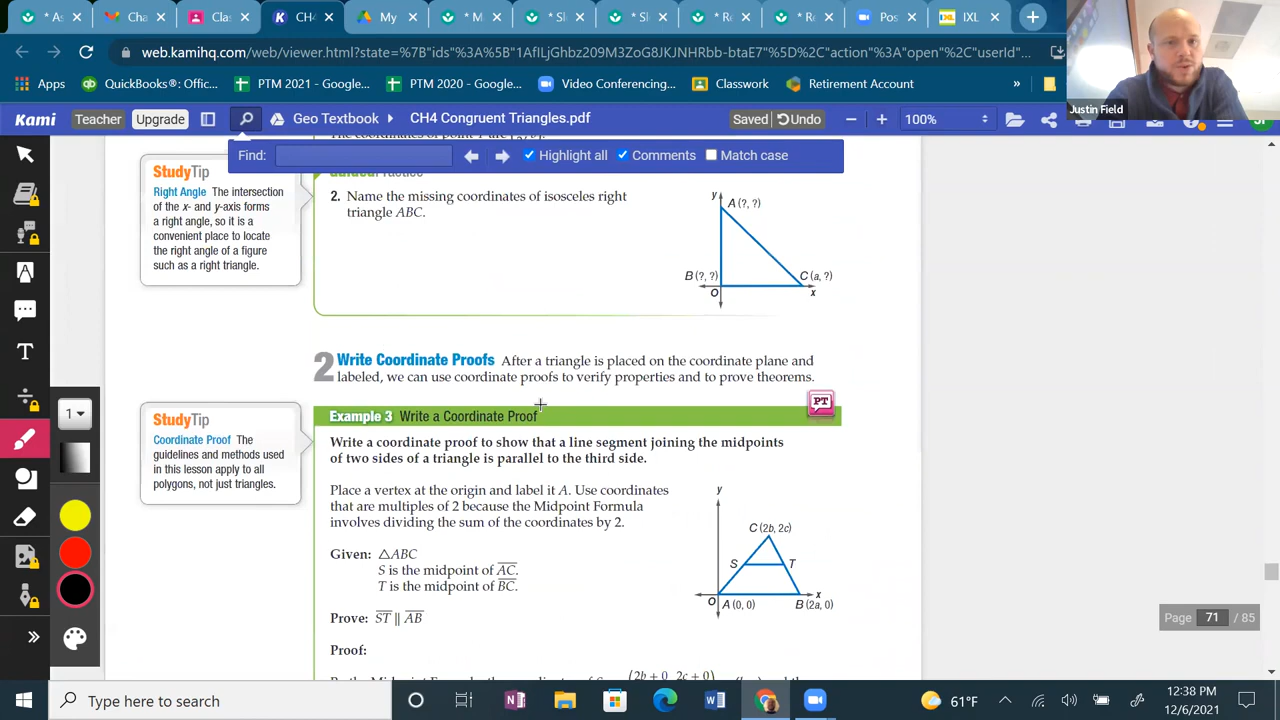 * As
Cha
Clas
CH4
My
* S
* Sl
* R
* R
Pos
IXL
web.kamihq.com/web/viewer.html?state=%7B"ids"%3A%5B"1AfILjGhbz209M3ZoG8JKJNHRbb-btaE7"%5D%2C"action"%3A"open"%2C"userId"...
Apps
QuickBooks®: Offic...
PTM 2021 - Google...
PTM 2020 - Google...
Video Conferencing...
Classwork
Retirement Account
»
Justin Field
Kami
Teacher
Upgrade
Geo Textbook
CH4 Congruent Triangles.pdf
Saved
Undo
100%
Find:
Highlight all
Comments
Match case
StudyTip
Right Angle The intersection
of the x- and y-axis forms
a right angle, so it is a
convenient place to locate
the right angle of a figure
such as a right triangle.
2. Name the missing coordinates of isosceles right
triangle ABC.
y
A (?, ?)
B (?, ?)
C (a, ?)
O
x
2 Write Coordinate Proofs After a triangle is placed on the coordinate plane and
labeled, we can use coordinate proofs to verify properties and to prove theorems.
StudyTip
Coordinate Proof The
guidelines and methods used
in this lesson apply to all
polygons, not just triangles.
Example 3 Write a Coordinate Proof
PT
Write a coordinate proof to show that a line segment joining the midpoints
of two sides of a triangle is parallel to the third side.
Place a vertex at the origin and label it A. Use coordinates
that are multiples of 2 because the Midpoint Formula
involves dividing the sum of the coordinates by 2.
Given: △ABC
S is the midpoint of AC.
T is the midpoint of BC.
Prove: ST ∥ AB
Proof:
y
C (2b, 2c)
S
T
O
A (0, 0)
B (2a, 0)
x
1
Page 71 / 85
Type here to search
61°F
12:38 PM
12/6/2021